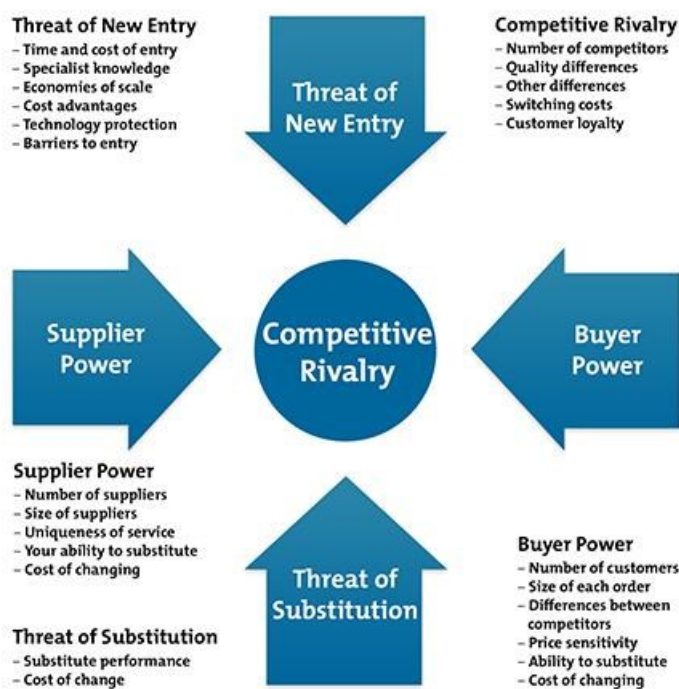 Threat of New Entry
– Time and cost of entry
– Specialist knowledge
– Economies of scale
– Cost advantages
– Technology protection
– Barriers to entry
Threat of
New Entry
Competitive Rivalry
– Number of competitors
– Quality differences
– Other differences
– Switching costs
– Customer loyalty
Supplier
Power
Competitive
Rivalry
Buyer
Power
Supplier Power
– Number of suppliers
– Size of suppliers
– Uniqueness of service
– Your ability to substitute
– Cost of changing
Threat of
Substitution
Buyer Power
– Number of customers
– Size of each order
– Differences between
competitors
– Price sensitivity
– Ability to substitute
– Cost of changing
Threat of Substitution
– Substitute performance
– Cost of change